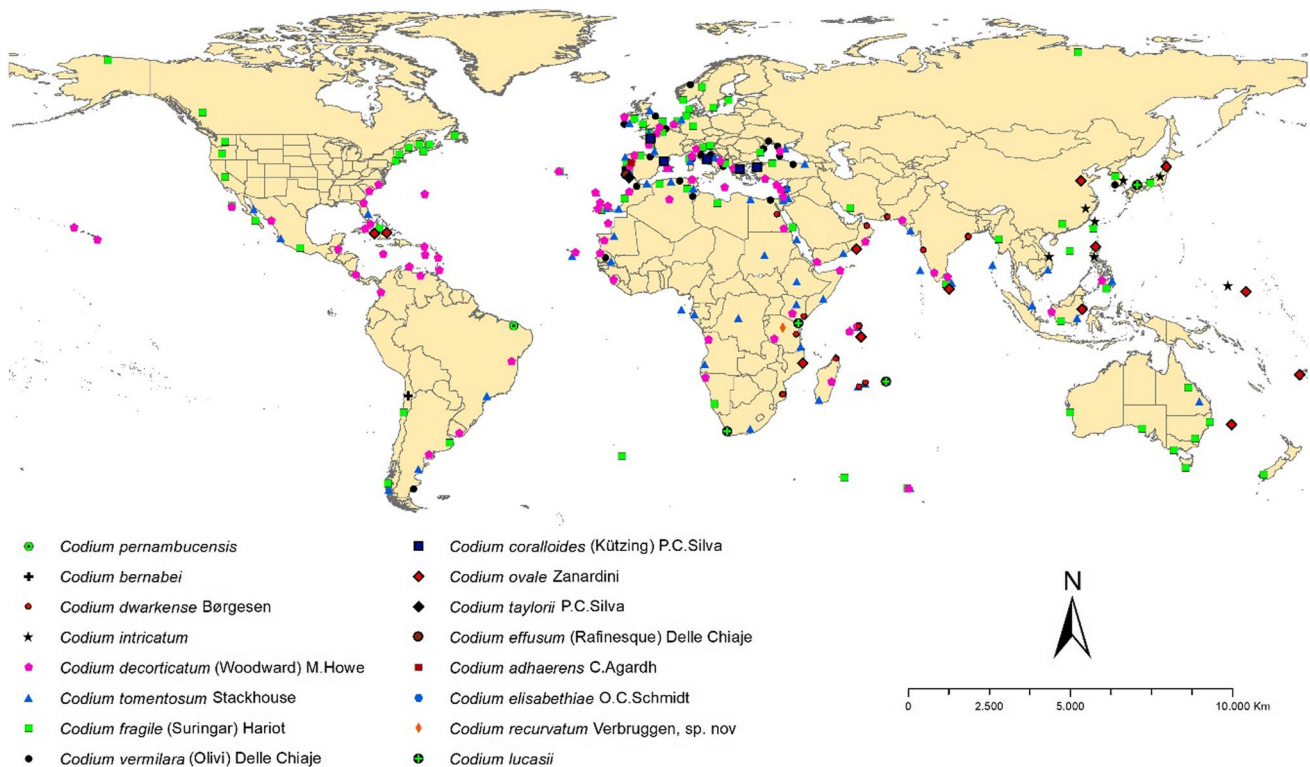 Codium pernambucensis
Codium bernabei
Codium dwarkense Børgesen
Codium intricatum
Codium decorticatum (Woodward) M.Howe
Codium tomentosum Stackhouse
Codium fragile (Suringar) Hariot
Codium vermilara (Olivi) Delle Chiaje
Codium coralloides (Kützing) P.C.Silva
Codium ovale Zanardini
Codium taylorii P.C.Silva
Codium effusum (Rafinesque) Delle Chiaje
Codium adhaerens C.Agardh
Codium elisabethiae O.C.Schmidt
Codium recurvatum Verbruggen, sp. nov
Codium lucasii
N
0 2.500 5.000 10.000 Km